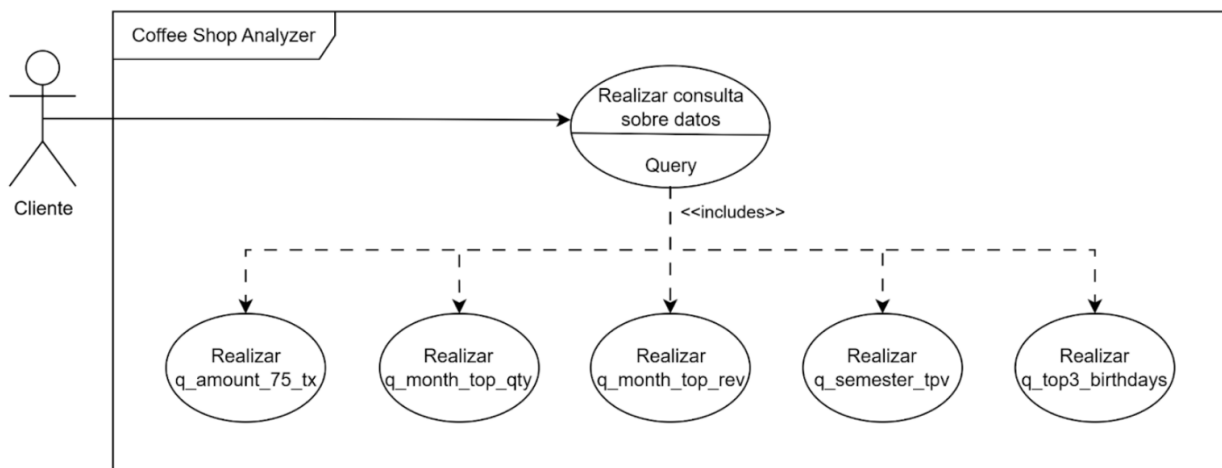 Coffee Shop Analyzer
Cliente
Realizar consulta
sobre datos
Query
<<includes>>
Realizar
q_amount_75_tx
Realizar
q_month_top_qty
Realizar
q_month_top_rev
Realizar
q_semester_tpv
Realizar
q_top3_birthdays